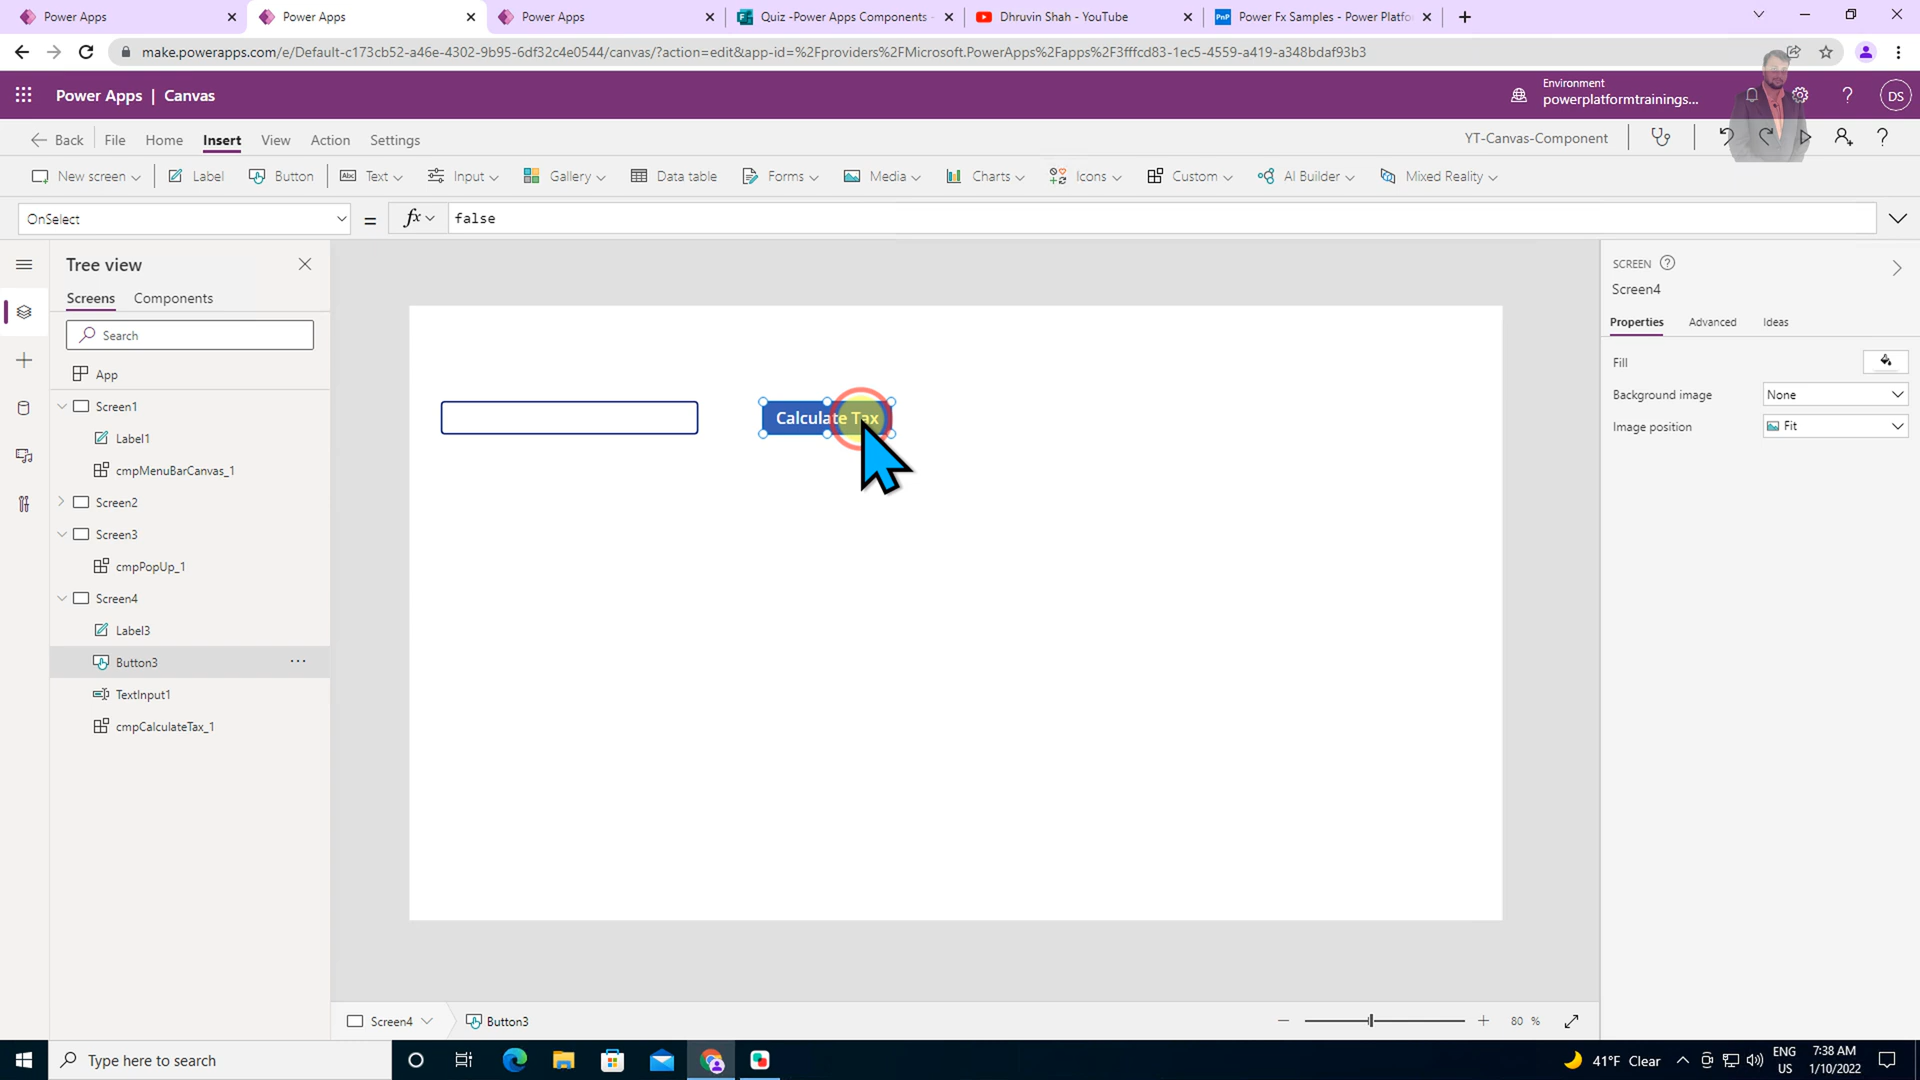 Power Apps
Power Apps
Power Apps
Quiz -Power Apps Components -
Dhruvin Shah - YouTube
PnP
Power Fx Samples - Power Platfo
make.powerapps.com/e/Default-c173cb52-a46e-4302-9b95-6df32c4e0544/canvas/?action=edit&app-id=%2Fproviders%2FMicrosoft.PowerApps%2Fapps%2F3fffcd83-1ec5-4559-a419-a348bdaf93b3
Power Apps | Canvas
Environment
powerplatformtrainings...
DS
Back
File
Home
Insert
View
Action
Settings
YT-Canvas-Component
New screen
Label
Button
Text
Input
Gallery
Data table
Forms
Media
Charts
Icons
Custom
AI Builder
Mixed Reality
OnSelect
=
fx
false
Tree view
Screens
Components
Search
App
Screen1
Label1
cmpMenuBarCanvas_1
Screen2
Screen3
cmpPopUp_1
Screen4
Label3
Button3
TextInput1
cmpCalculateTax_1
Calculate Tax
SCREEN
Screen4
Properties
Advanced
Ideas
Fill
Background image
None
Image position
Fit
Screen4
Button3
80 %
Type here to search
41°F Clear
ENG
US
7:38 AM
1/10/2022